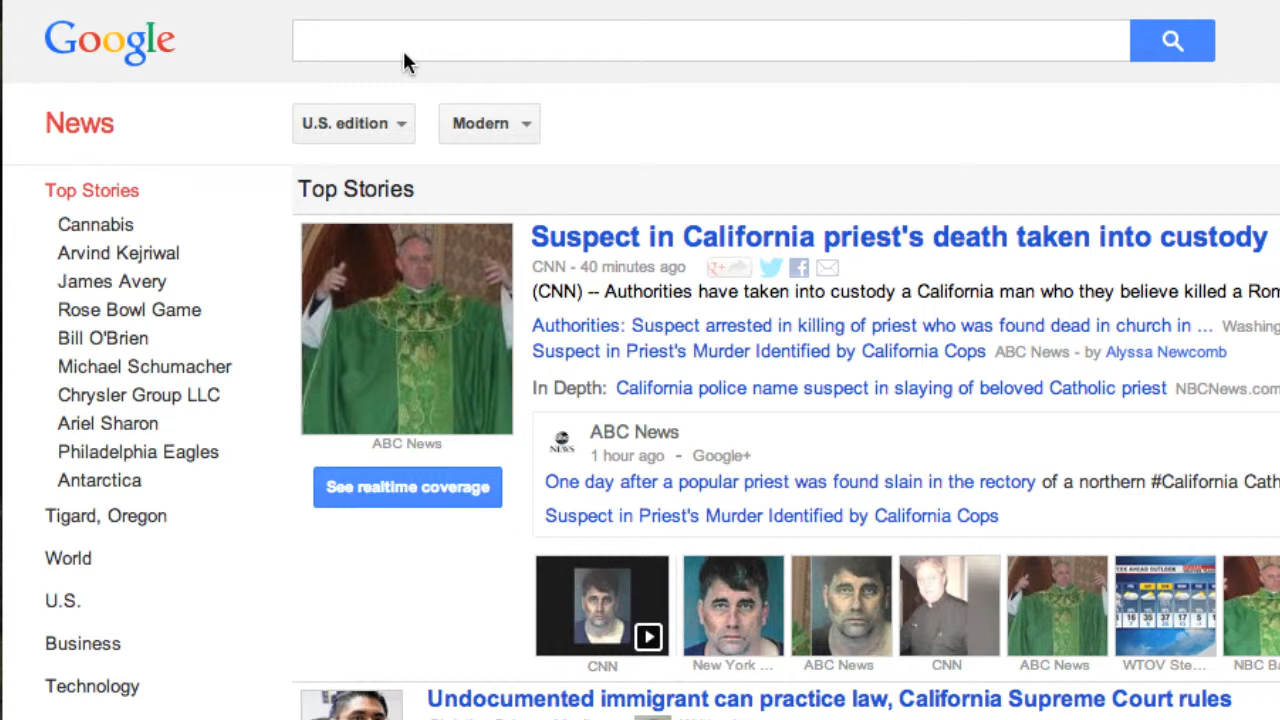 Google
News
U.S. edition
Modern
Top Stories
Cannabis
Arvind Kejriwal
James Avery
Rose Bowl Game
Bill O'Brien
Michael Schumacher
Chrysler Group LLC
Ariel Sharon
Philadelphia Eagles
Antarctica
Tigard, Oregon
World
U.S.
Business
Technology
Top Stories
ABC News
See realtime coverage
Suspect in California priest's death taken into custody
CNN - 40 minutes ago
(CNN) -- Authorities have taken into custody a California man who they believe killed a Rom
Authorities: Suspect arrested in killing of priest who was found dead in church in ... Washing
Suspect in Priest's Murder Identified by California Cops ABC News - by Alyssa Newcomb
In Depth: California police name suspect in slaying of beloved Catholic priest NBCNews.com
ABC News
1 hour ago - Google+
One day after a popular priest was found slain in the rectory of a northern #California Cath
Suspect in Priest's Murder Identified by California Cops
CNN
New York ...
ABC News
CNN
ABC News
WTOV Ste...
NBC Ba
Undocumented immigrant can practice law, California Supreme Court rules